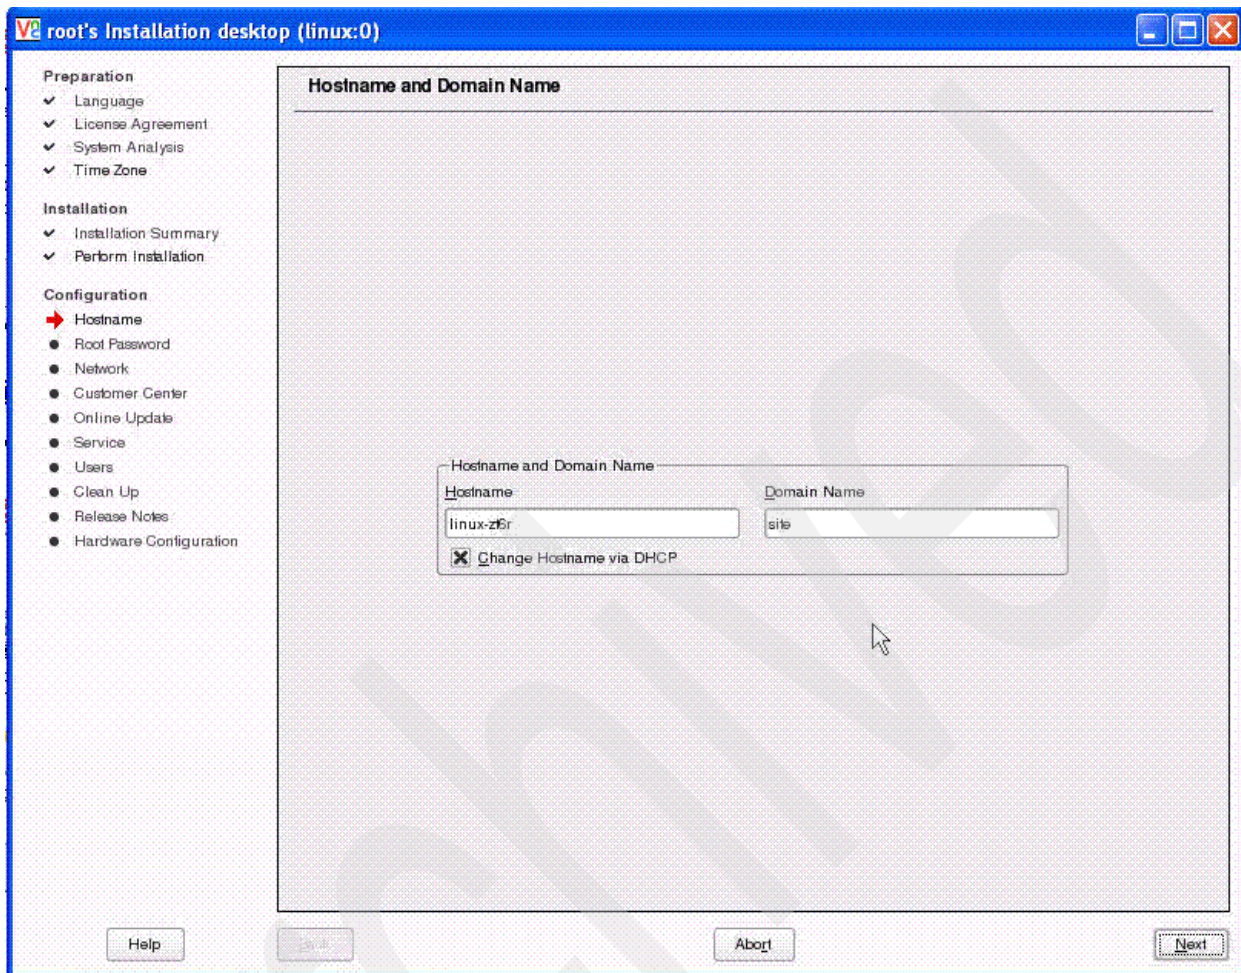 root's Installation desktop (linux:0)
Preparation
Language
License Agreement
System Analysis
Time Zone
Installation
Installation Summary
Perform Installation
Configuration
Hostname
Root Password
Network
Customer Center
Online Update
Service
Users
Clean Up
Release Notes
Hardware Configuration
Hostname and Domain Name
Hostname and Domain Name
Hostname Domain Name
linux-zf6r site
Change Hostname via DHCP
Help Abort Next